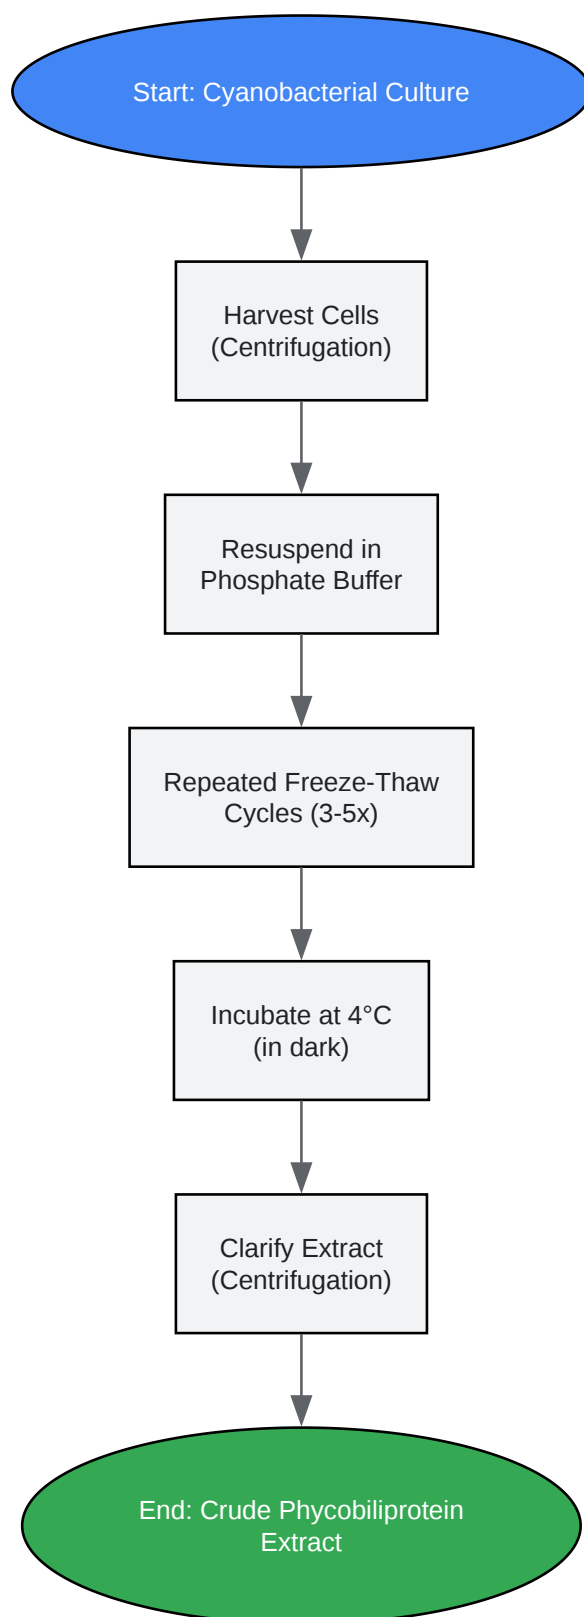 Start: Cyanobacterial Culture
Harvest Cells
(Centrifugation)
Resuspend in
Phosphate Buffer
Repeated Freeze-Thaw
Cycles (3-5x)
Incubate at 4°C
(in dark)
Clarify Extract
(Centrifugation)
End: Crude Phycobiliprotein
Extract